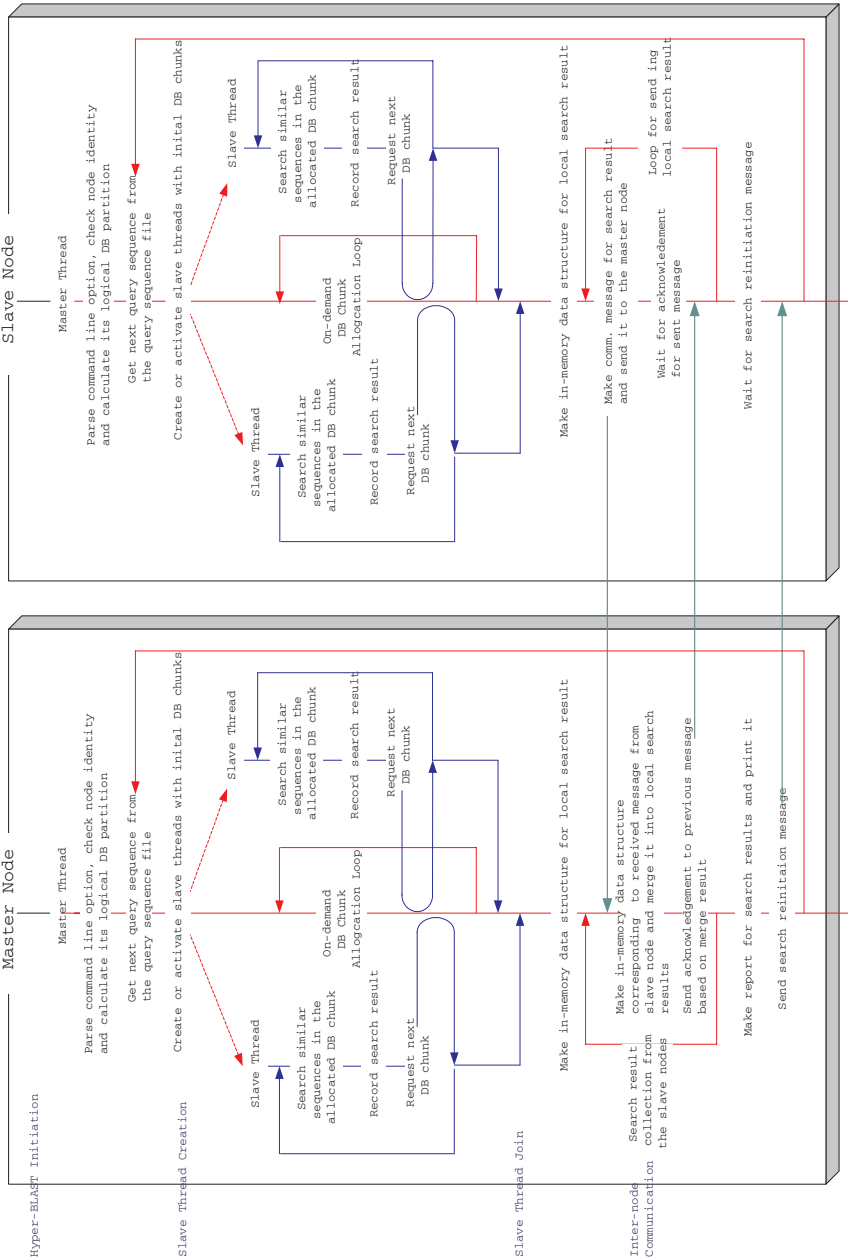 Hyper-BLAST Initiation
Slave Thread Creation
Slave Thread Join
Inter-node
Communication
Master Node
Master Thread
Parse command line option, check node identity
and calculate its logical DB partition
Get next query sequence from
the query sequence file
Create or activate slave threads with inital DB chunks
Slave Thread
Search similar
sequences in the
allocated DB chunk
Record search result
Request next
DB chunk
On-demand
DB Chunk
Allogcation Loop
Slave Thread
Search similar
sequences in the
allocated DB chunk
Record search result
Request next
DB chunk
Make in-memory data structure for local search result
Search result
collection from
the slave nodes
Make in-memory data structure
corresponding to received message from
slave node and merge it into local search
results
Send acknowledgement to previous message
based on merge result
Make report for search results and print it
Send search reinitaion message
Slave Node
Master Thread
Parse command line option, check node identity
and calculate its logical DB partition
Get next query sequence from
the query sequence file
Create or activate slave threads with inital DB chunks
Slave Thread
Search similar
sequences in the
allocated DB chunk
Record search result
Request next
DB chunk
On-demand
DB Chunk
Allogcation Loop
Slave Thread
Search similar
sequences in the
allocated DB chunk
Record search result
Request next
DB chunk
Make in-memory data structure for local search result
Make comm. message for search result
and send it to the master node
Loop for send ing
local search result
Wait for acknowledement
for sent message
Wait for search reinitiation message